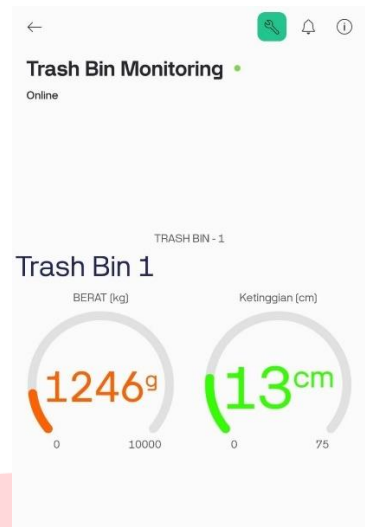 Trash Bin Monitoring
Online
TRASH BIN - 1
Trash Bin 1
BERAT (kg)
Ketinggian (cm)
1246g
13cm
0
10000
0
75